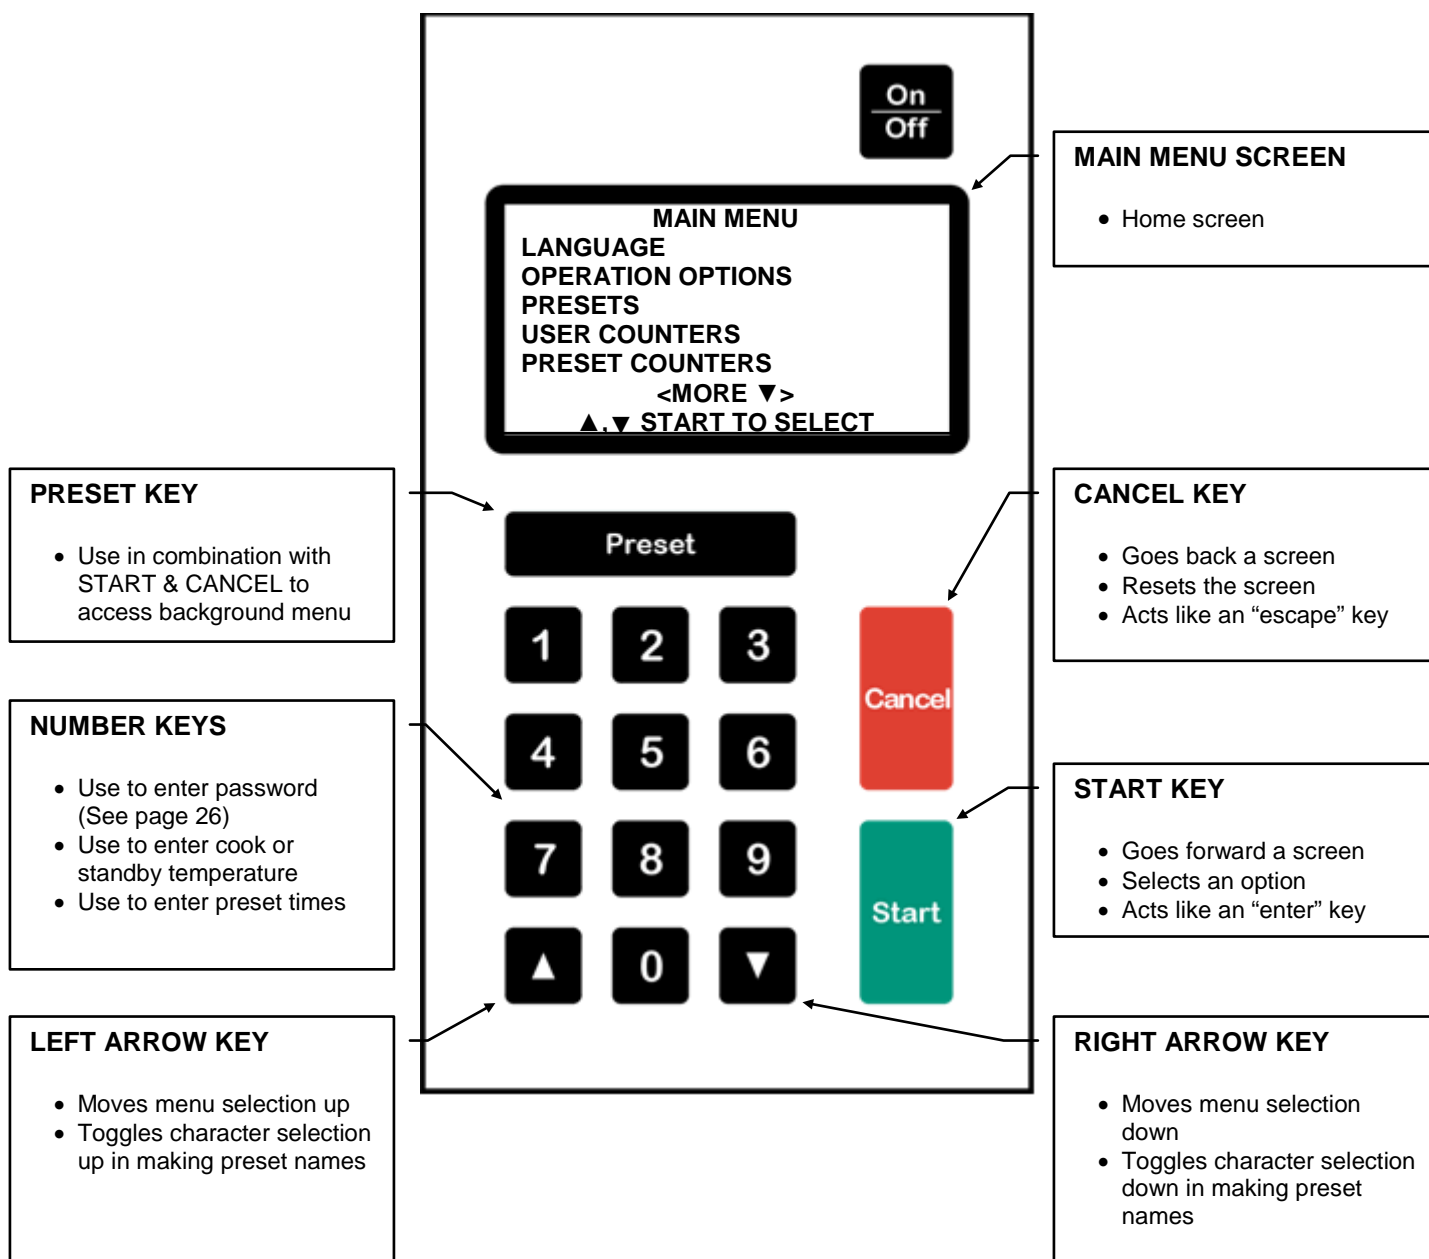 On
Off
MAIN MENU SCREEN
• Home screen
MAIN MENU
LANGUAGE
OPERATION OPTIONS
PRESETS
USER COUNTERS
PRESET COUNTERS
<MORE ▼>
▲,▼ START TO SELECT
PRESET KEY
• Use in combination with
START & CANCEL to
access background menu
Preset
CANCEL KEY
• Goes back a screen
• Resets the screen
• Acts like an “escape” key
1 2 3
Cancel
4 5 6
NUMBER KEYS
• Use to enter password
(See page 26)
• Use to enter cook or
standby temperature
• Use to enter preset times
7 8 9
Start
▲ 0 ▼
START KEY
• Goes forward a screen
• Selects an option
• Acts like an “enter” key
LEFT ARROW KEY
• Moves menu selection up
• Toggles character selection
up in making preset names
RIGHT ARROW KEY
• Moves menu selection
down
• Toggles character selection
down in making preset
names